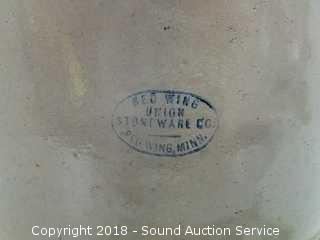 RED WING
UNION
STONEWARE CO.
RED WING, MINN.
Copyright 2018 - Sound Auction Service